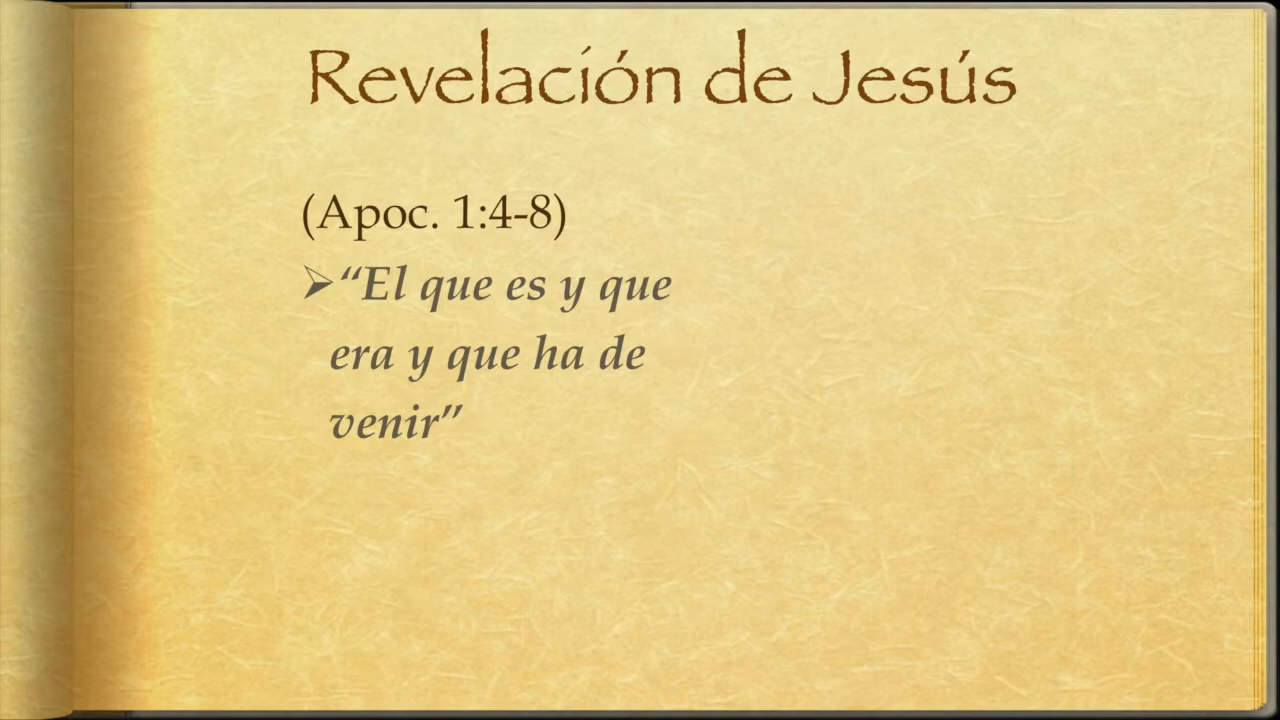 Revelación de Jesús
(Apoc. 1:4-8)
➢“El que es y que
era y que ha de
venir”